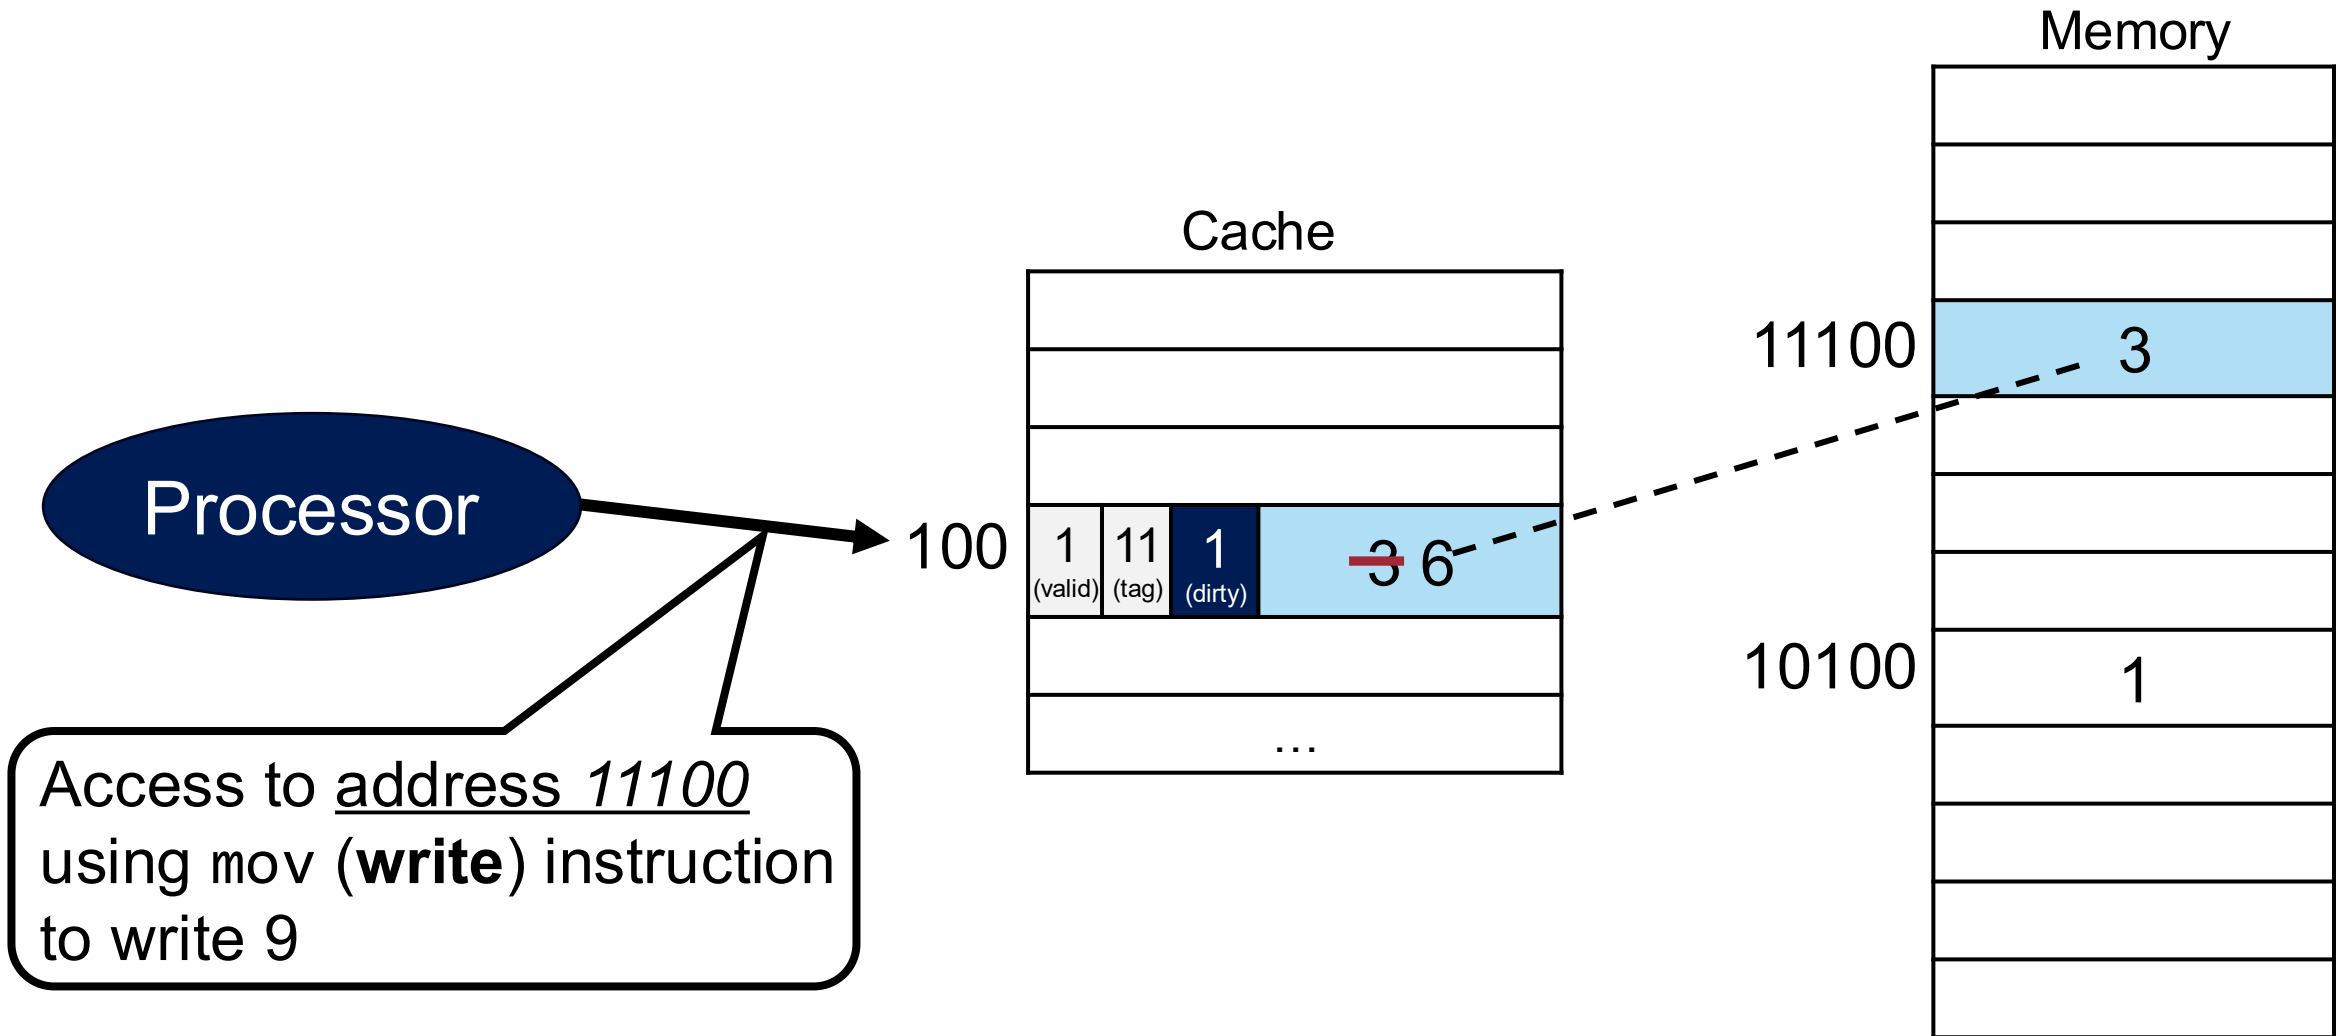 Memory
Cache
11100 3
Processor
100 1 (valid) 11 (tag) 1 (dirty) 3 6
10100 1
...
Access to address 11100
using mov (write) instruction
to write 9